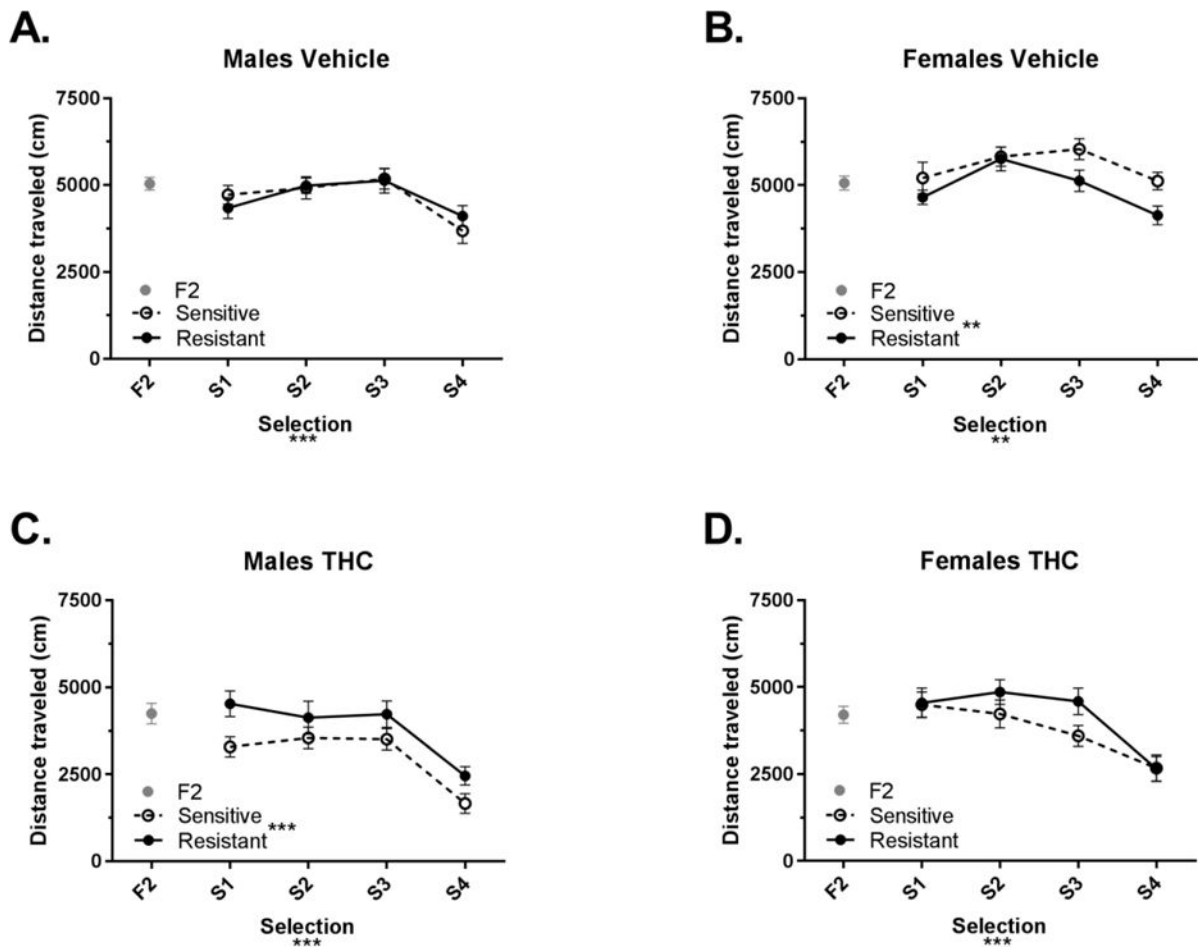 A.
Males Vehicle
Distance traveled (cm)
7500
5000
2500
0
F2
Sensitive
Resistant
F2
S1
S2
S3
S4
Selection
***
B.
Females Vehicle
Distance traveled (cm)
7500
5000
2500
0
F2
Sensitive
Resistant **
F2
S1
S2
S3
S4
Selection
**
C.
Males THC
Distance traveled (cm)
7500
5000
2500
0
F2
Sensitive
***
Resistant
F2
S1
S2
S3
S4
Selection
***
D.
Females THC
Distance traveled (cm)
7500
5000
2500
0
F2
Sensitive
Resistant
F2
S1
S2
S3
S4
Selection
***